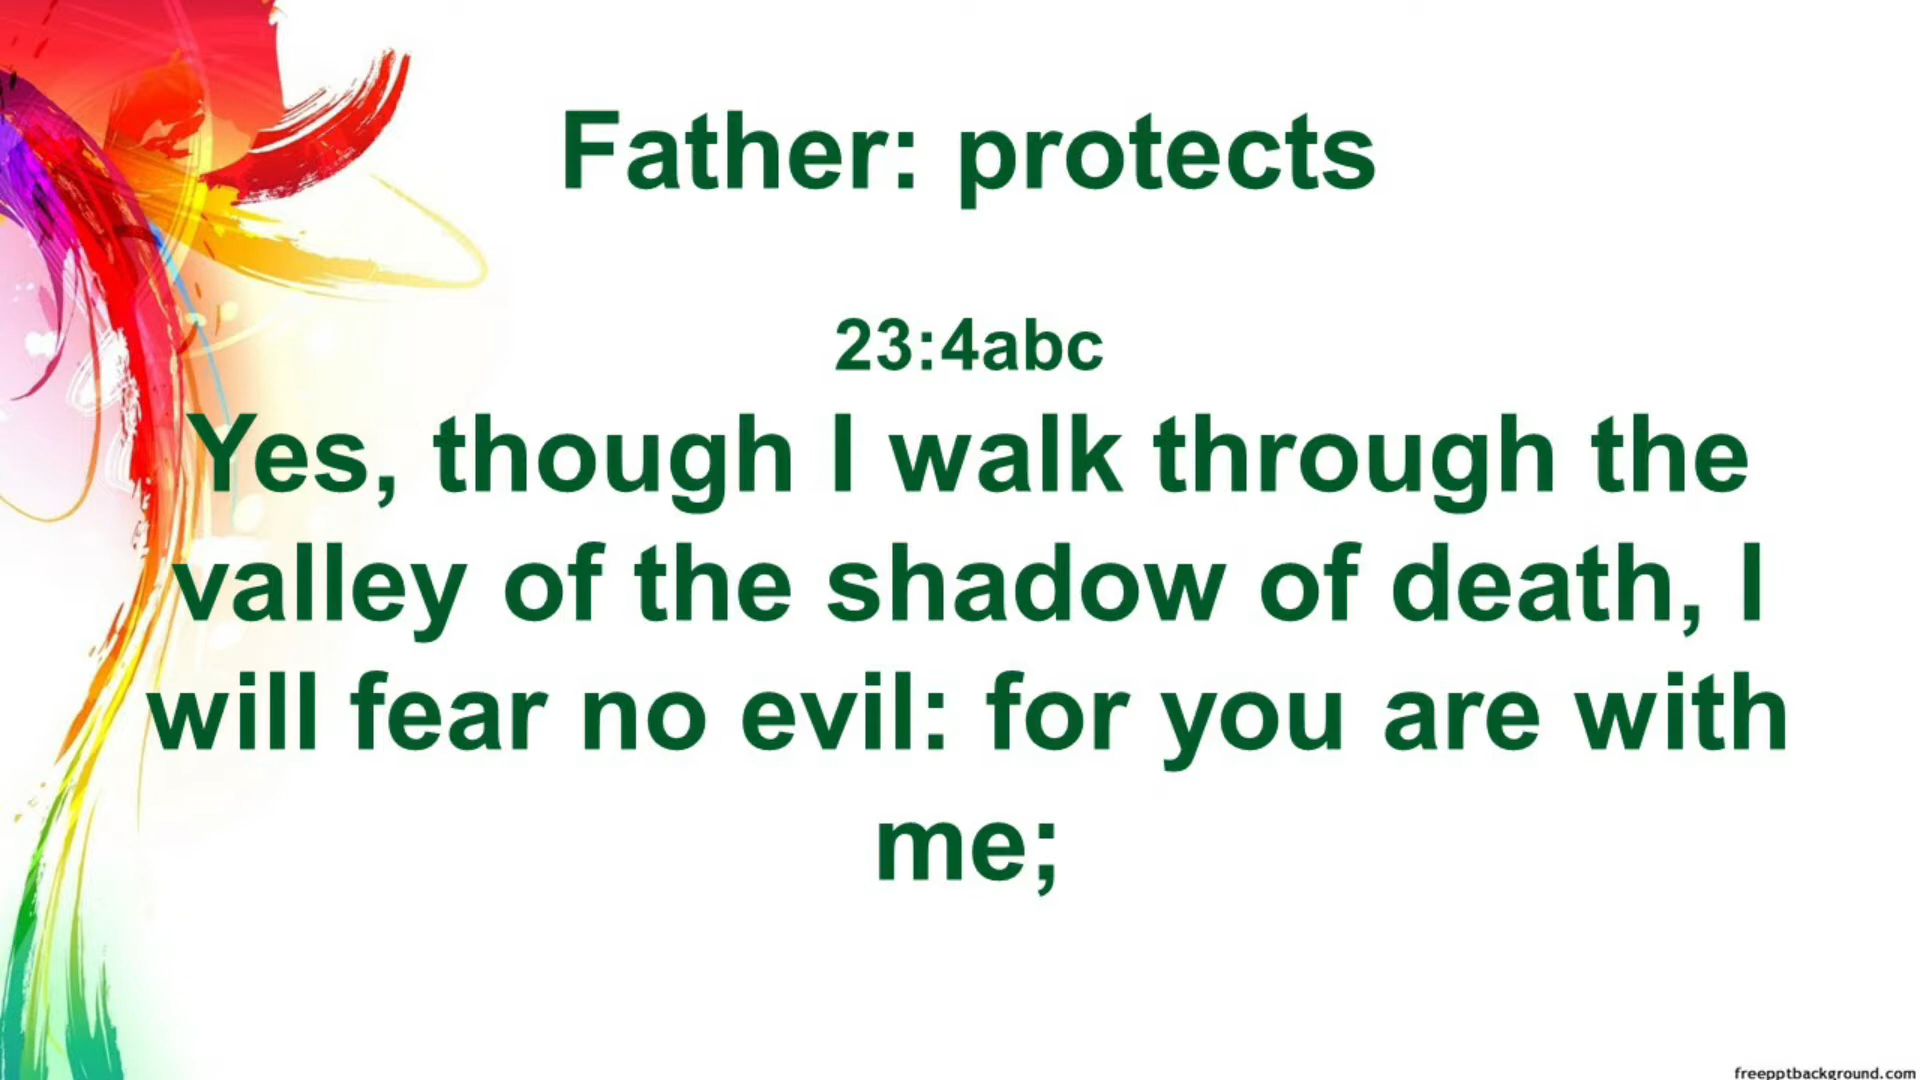 Father: protects
23:4abc
Yes, though I walk through the
valley of the shadow of death, I
will fear no evil: for you are with
me;
freepptbackground.com